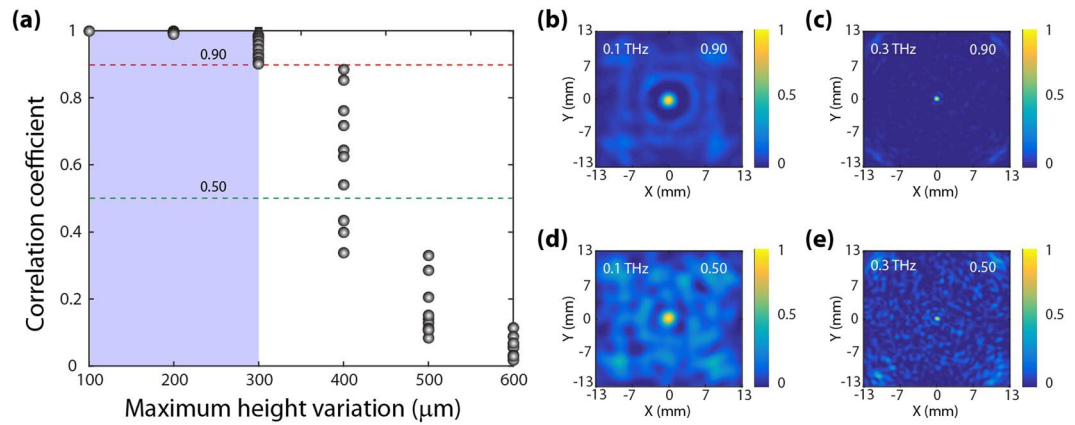 (a)
Correlation coefficient
1
0.8
0.6
0.4
0.2
0
0.90
0.50
100 200 300 400 500 600
Maximum height variation (μm)
(b)
0.1 THz 0.90
Y (mm)
13
7
0
-7
-13
-13 -7 0 7 13
X (mm)
1
0.5
0
(c)
0.3 THz 0.90
Y (mm)
13
7
0
-7
-13
-13 -7 0 7 13
X (mm)
1
0.5
0
(d)
0.1 THz 0.50
Y (mm)
13
7
0
-7
-13
-13 -7 0 7 13
X (mm)
1
0.5
0
(e)
0.3 THz 0.50
Y (mm)
13
7
0
-7
-13
-13 -7 0 7 13
X (mm)
1
0.5
0